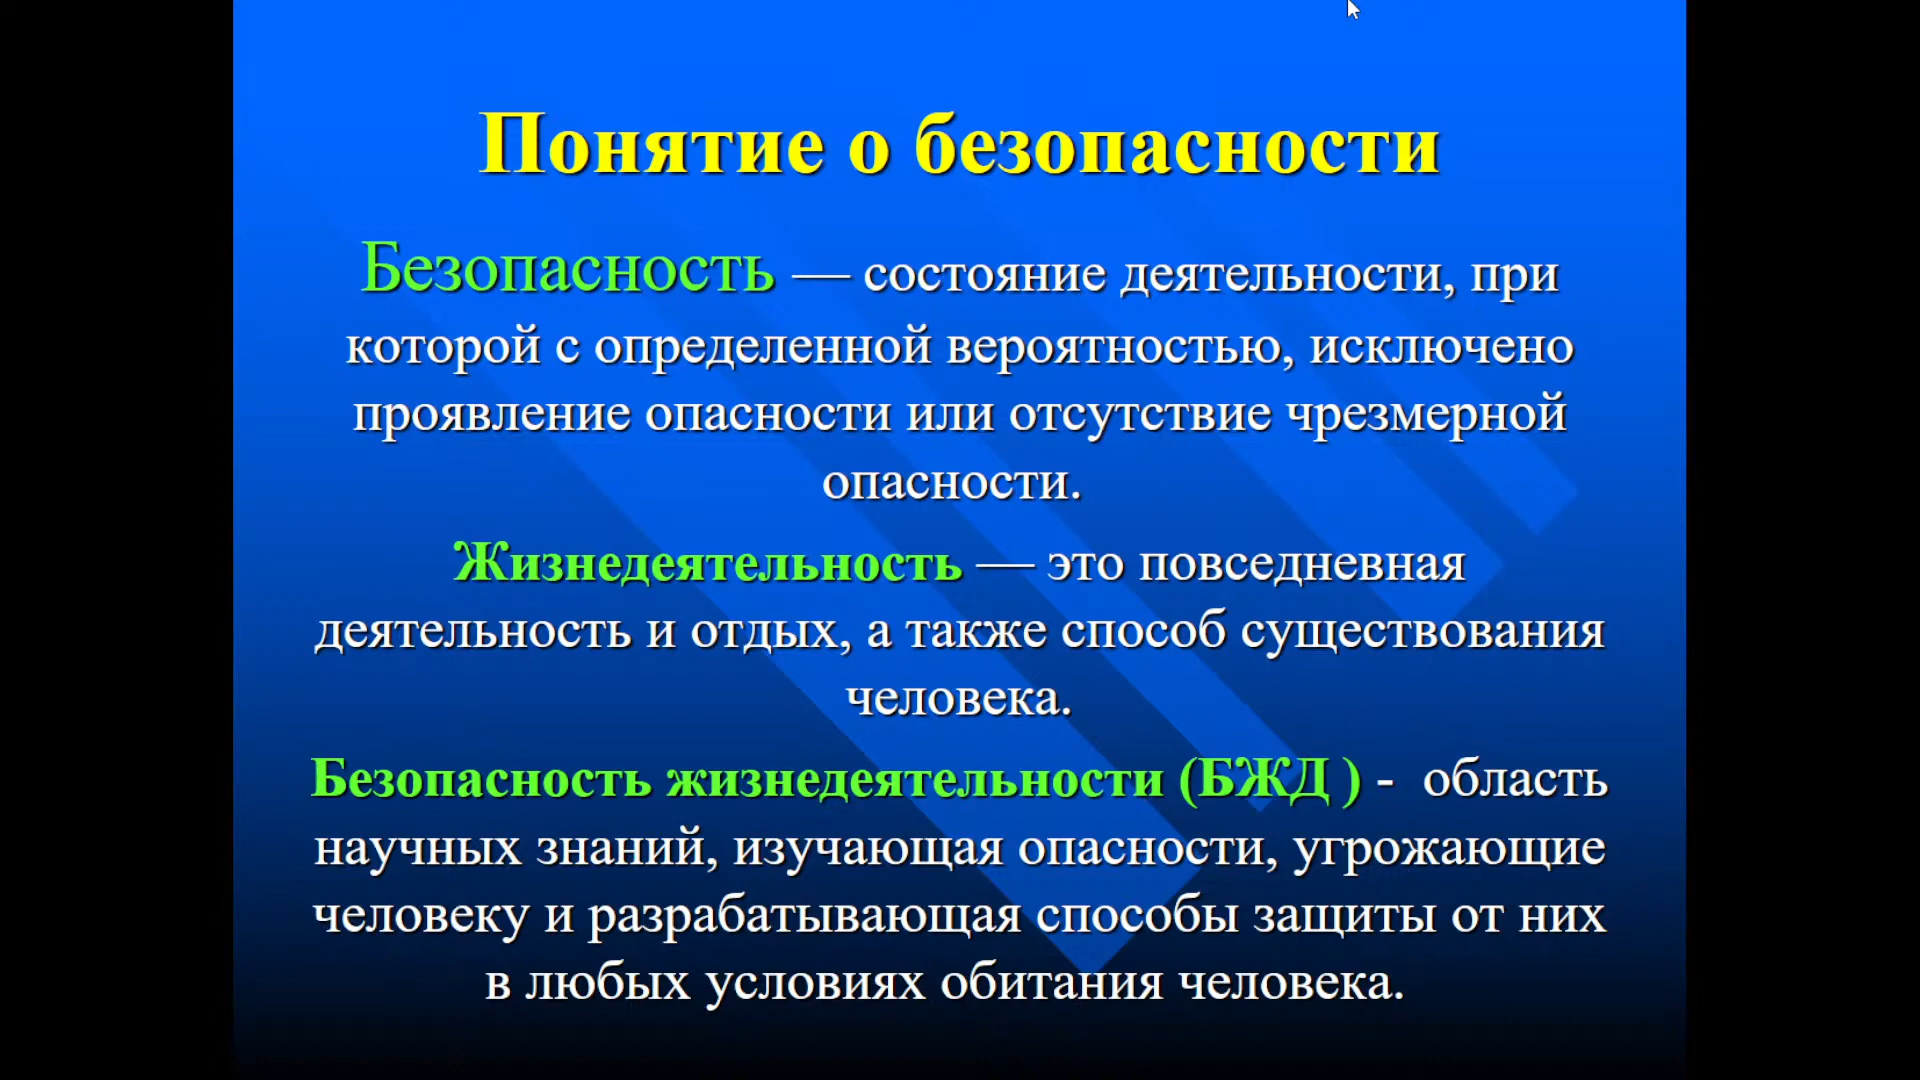 Понятие о безопасности
Безопасность — состояние деятельности, при
которой с определенной вероятностью, исключено
проявление опасности или отсутствие чрезмерной
опасности.
Жизнедеятельность — это повседневная
деятельность и отдых, а также способ существования
человека.
Безопасность жизнедеятельности (БЖД ) - область
научных знаний, изучающая опасности, угрожающие
человеку и разрабатывающая способы защиты от них
в любых условиях обитания человека.